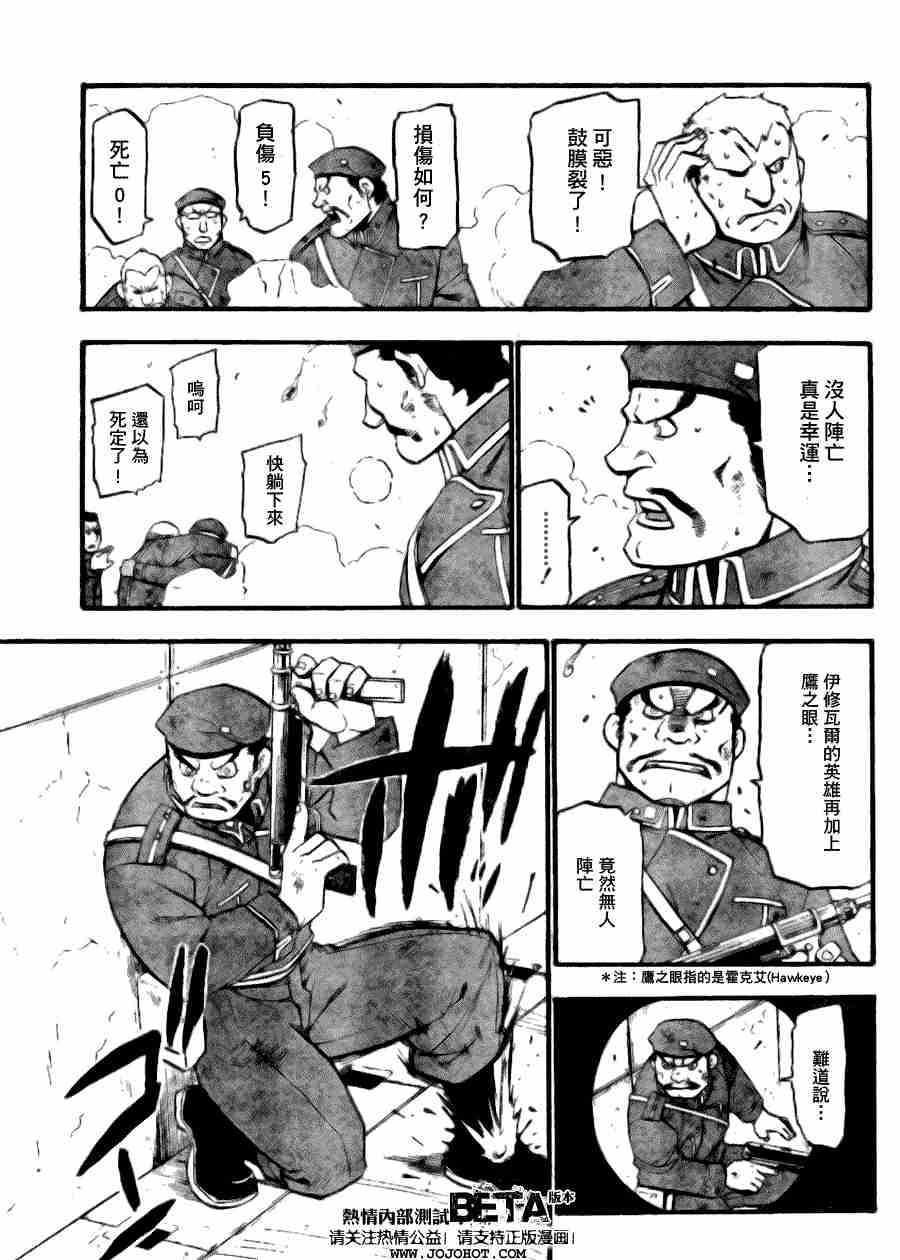 可惡！
鼓膜裂了！
損傷如何？
負傷
5！
死亡
0！
沒人陣亡
真是幸運…
………！
快躺下來
嗚呵
還以為
死定了！
伊修瓦爾的英雄再加上
鷹之眼…
竟然無人
陣亡
＊注：鷹之眼指的是霍克艾(Hawkeye)
難道說…
熱情內部測試
BETA版本
请关注热情公益| 请支持正版漫画|
WWW.JOJOHOT.COM